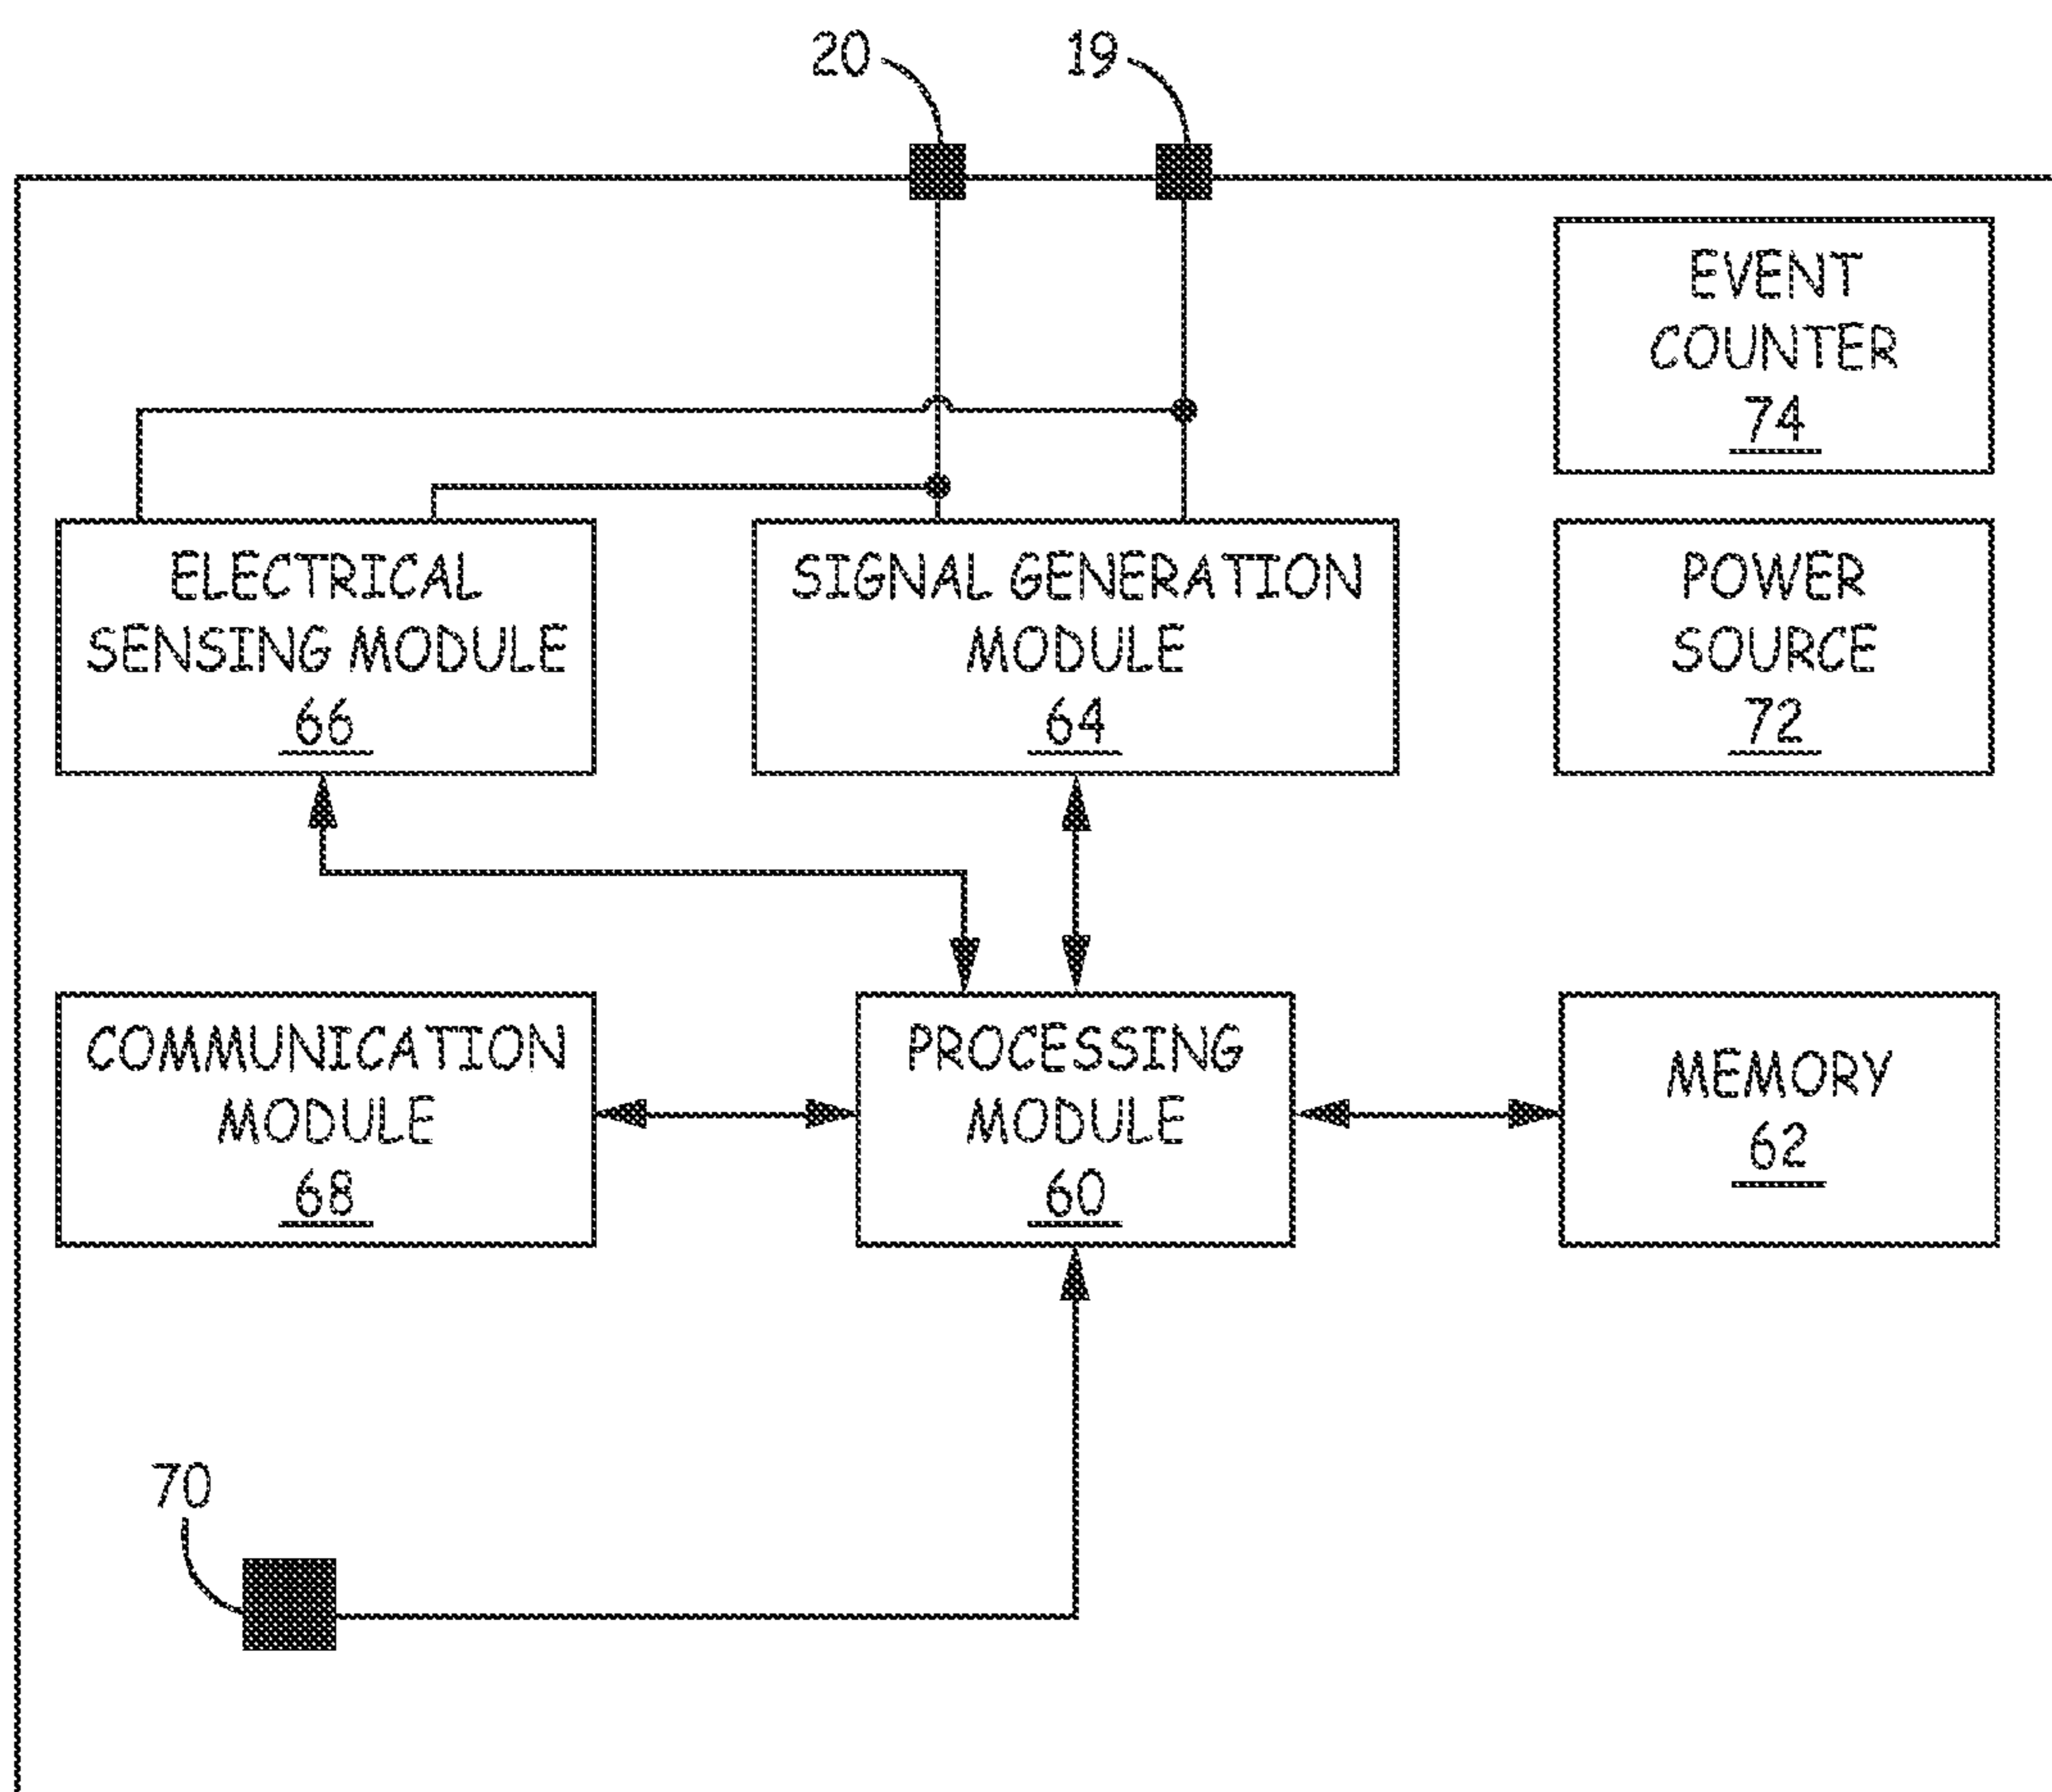 20
19
EVENT
COUNTER
74
ELECTRICAL
SENSING MODULE
66
SIGNAL GENERATION
MODULE
64
POWER
SOURCE
72
COMMUNICATION
MODULE
68
PROCESSING
MODULE
60
MEMORY
62
70